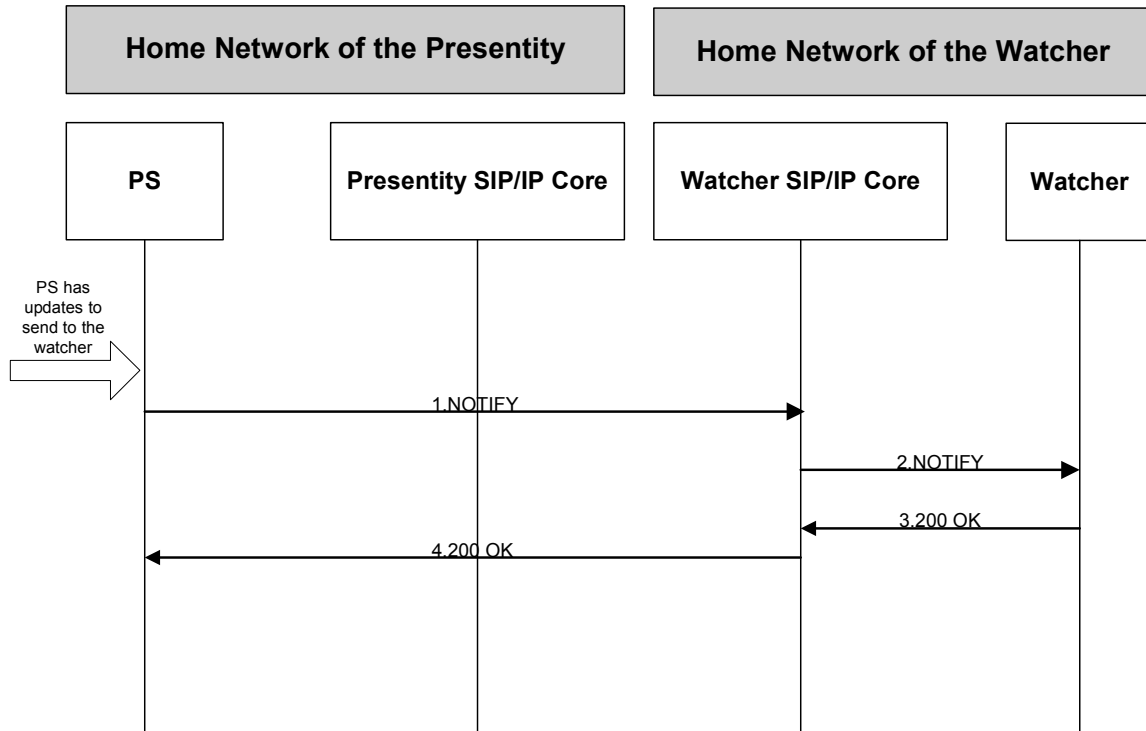 Home Network of the Presentity
Home Network of the Watcher
PS
Presentity SIP/IP Core
Watcher SIP/IP Core
Watcher
PS has
updates to
send to the
watcher
1.NOTIFY
2.NOTIFY
3.200 OK
4.200 OK